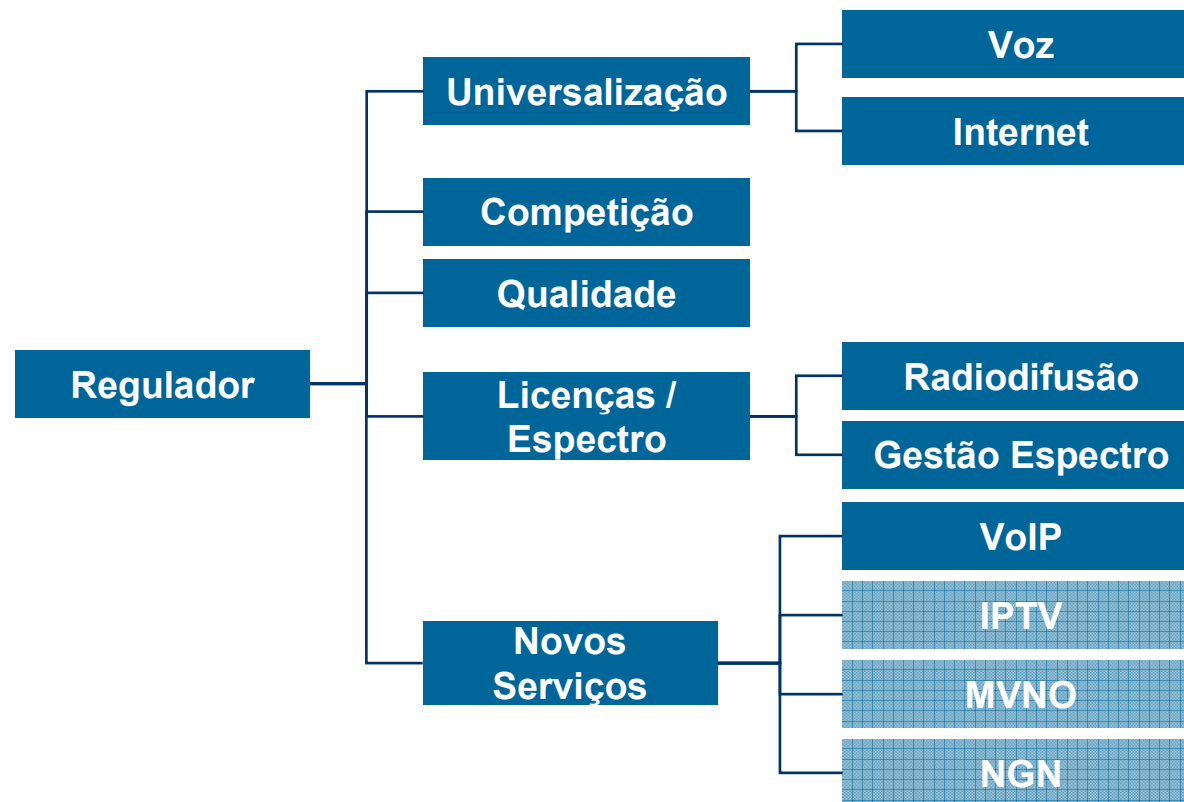 Regulador
Universalização
Voz
Internet
Competição
Qualidade
Licenças /
Espectro
Radiodifusão
Gestão Espectro
Novos
Serviços
VoIP
IPTV
MVNO
NGN